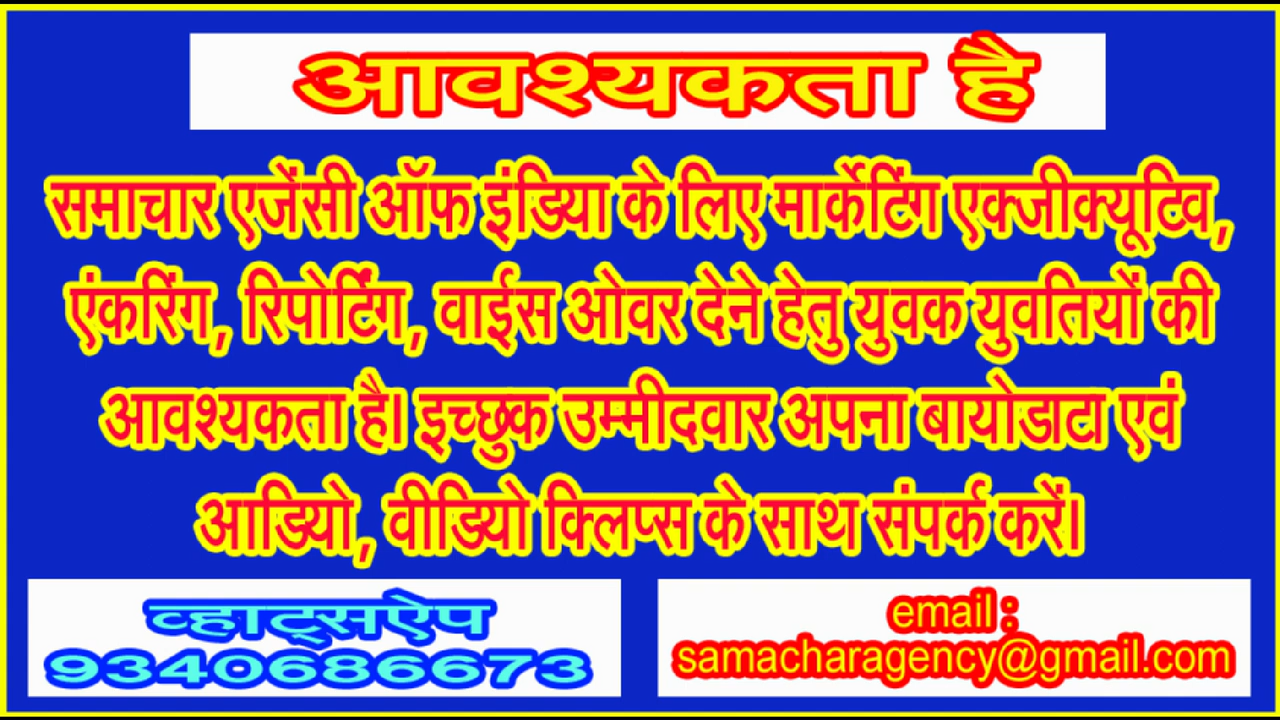 आवश्यकता है
समाचार एजेंसी ऑफ इंडिया के लिए मार्केटिंग एक्जीक्यूटिव,
एंकरिंग, रिपोर्टिंग, वाईस ओवर देने हेतु युवक युवतियों की
आवश्यकता है। इच्छुक उम्मीदवार अपना बायोडाटा एवं
आडियो, वीडियो क्लिप्स के साथ संपर्क करें।
व्हाट्सऐप
9340686673
email :
samacharagency@gmail.com